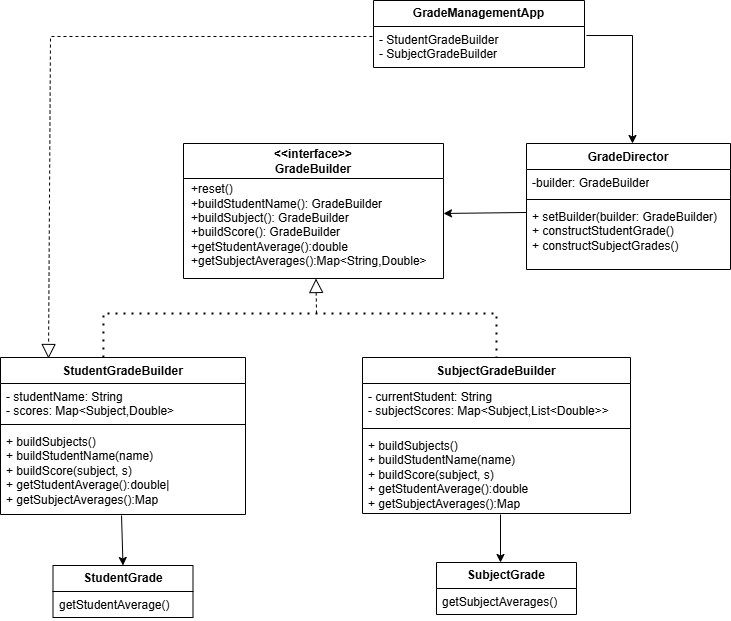 GradeManagementApp
- StudentGradeBuilder
- SubjectGradeBuilder
<<interface>>
GradeBuilder
+reset()
+buildStudentName(): GradeBuilder
+buildSubject(): GradeBuilder
+buildScore(): GradeBuilder
+getStudentAverage():double
+getSubjectAverages():Map<String,Double>
GradeDirector
-builder: GradeBuilder
+ setBuilder(builder: GradeBuilder)
+ constructStudentGrade()
+ constructSubjectGrades()
StudentGradeBuilder
- studentName: String
- scores: Map<Subject,Double>
+ buildSubjects()
+ buildStudentName(name)
+ buildScore(subject, s)
+ getStudentAverage():double|
+ getSubjectAverages():Map
SubjectGradeBuilder
- currentStudent: String
- subjectScores: Map<Subject,List<Double>>
+ buildSubjects()
+ buildStudentName(name)
+ buildScore(subject, s)
+ getStudentAverage():double
+ getSubjectAverages():Map
StudentGrade
getStudentAverage()
SubjectGrade
getSubjectAverages()